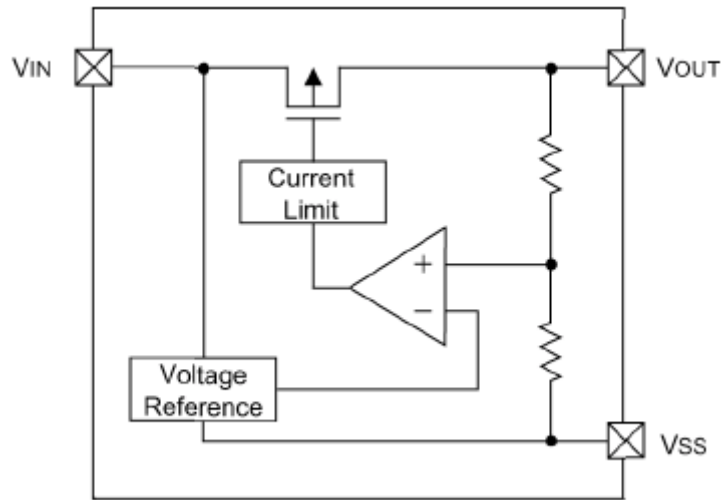 VIN
VOUT
Current
Limit
+
−
Voltage
Reference
VSS